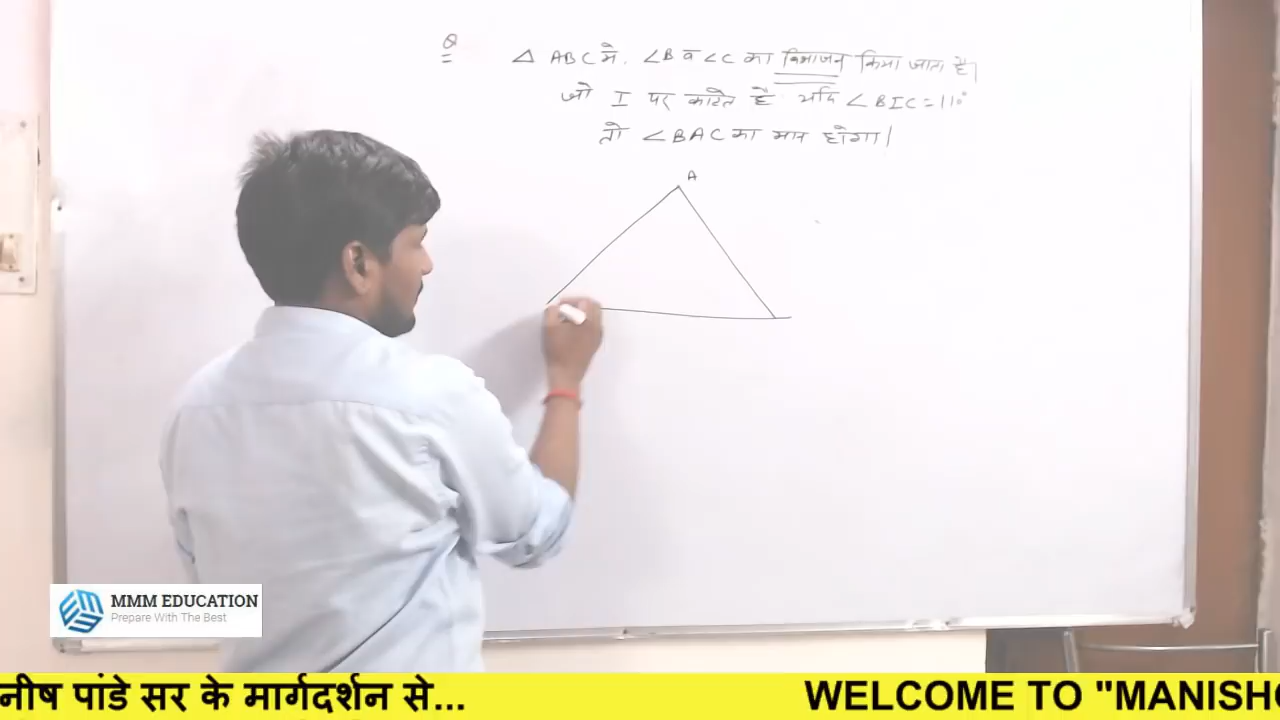 Q
△ ABC में, ∠B व ∠C का विभाजन किया जाता है।
जो I पर काटते है यदि ∠BIC=110°
तो ∠BAC का माप होगा।
A
MMM EDUCATION
Prepare With The Best
नीष पांडे सर के मार्गदर्शन से... WELCOME TO "MANISH